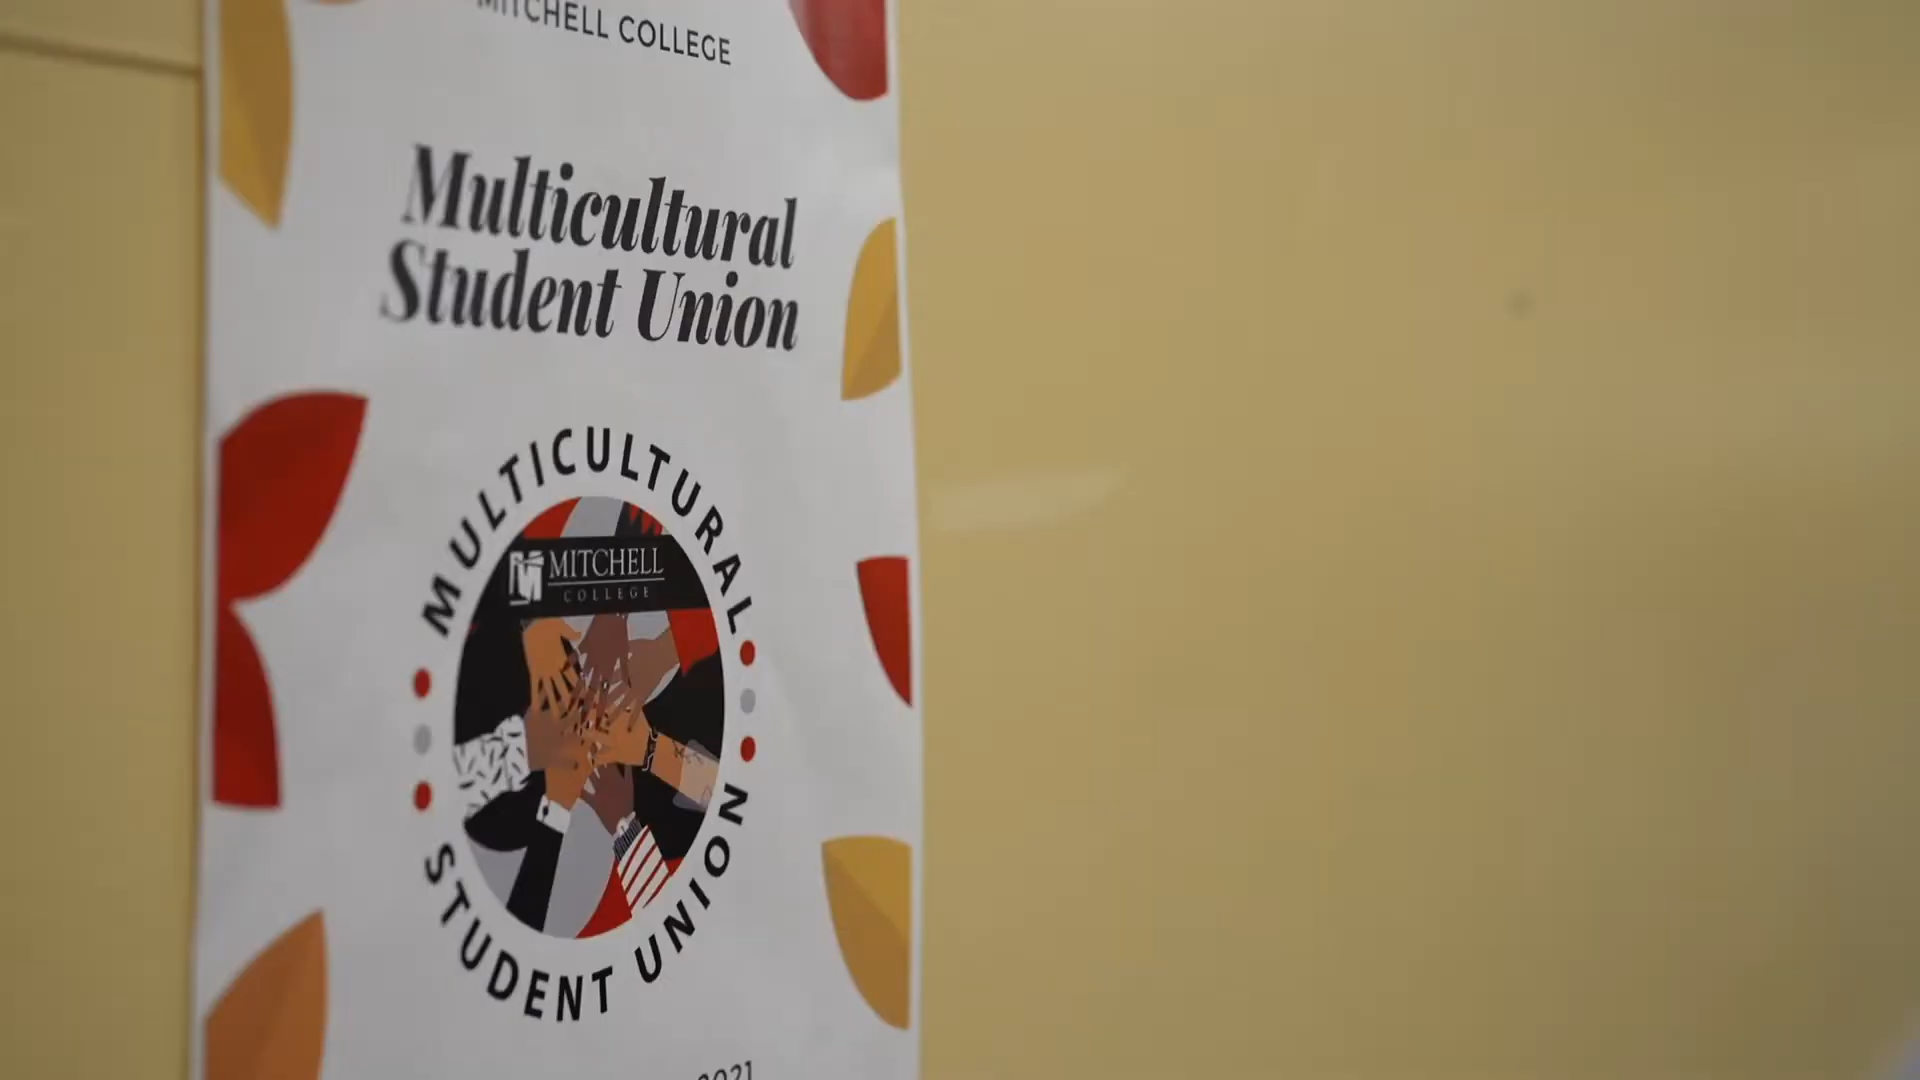 MITCHELL COLLEGE
Multicultural
Student Union
MULTICULTURAL
MITCHELL
COLLEGE
STUDENT UNION
2021